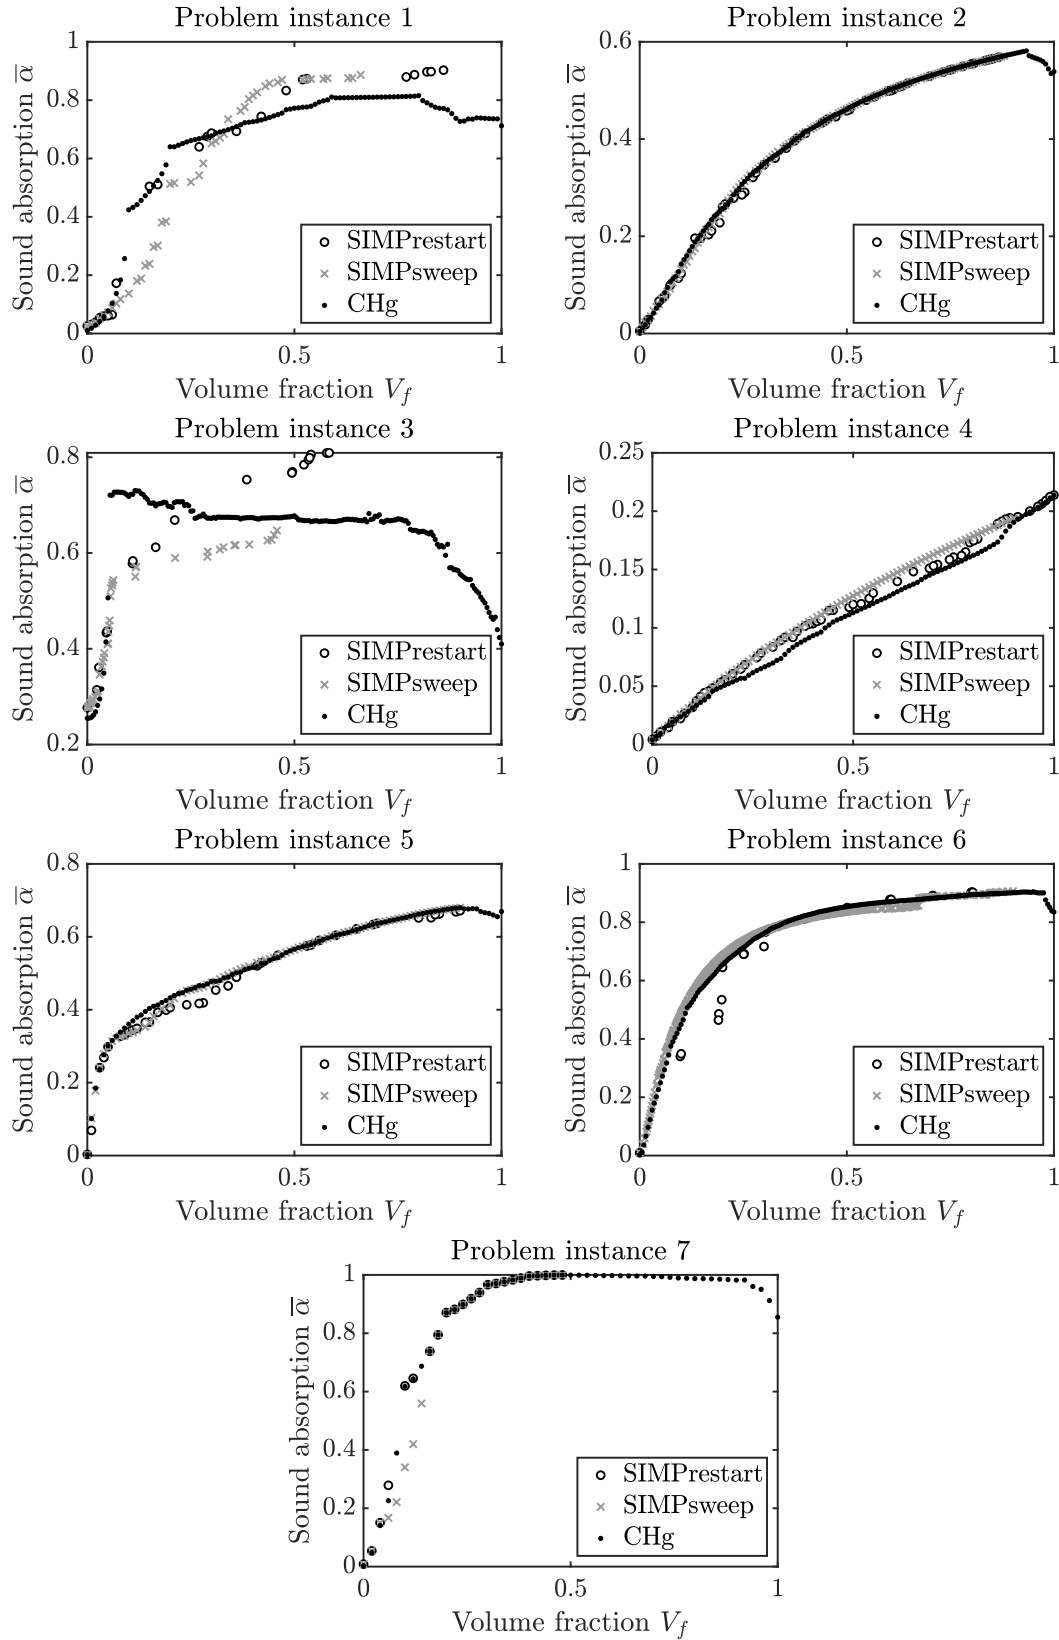 Problem instance 1
1
0.8
0.6
0.4
0.2
0
Sound absorption α̅
SIMPrestart
SIMPsweep
CHg
0 0.5 1
Volume fraction V_f
Problem instance 2
0.6
0.4
0.2
0
Sound absorption α̅
SIMPrestart
SIMPsweep
CHg
0 0.5 1
Volume fraction V_f
Problem instance 3
0.8
0.6
0.4
0.2
Sound absorption α̅
SIMPrestart
SIMPsweep
CHg
0 0.5 1
Volume fraction V_f
Problem instance 4
0.25
0.2
0.15
0.1
0.05
0
Sound absorption α̅
SIMPrestart
SIMPsweep
CHg
0 0.5 1
Volume fraction V_f
Problem instance 5
0.8
0.6
0.4
0.2
0
Sound absorption α̅
SIMPrestart
SIMPsweep
CHg
0 0.5 1
Volume fraction V_f
Problem instance 6
1
0.8
0.6
0.4
0.2
0
Sound absorption α̅
SIMPrestart
SIMPsweep
CHg
0 0.5 1
Volume fraction V_f
Problem instance 7
1
0.8
0.6
0.4
0.2
0
Sound absorption α̅
SIMPrestart
SIMPsweep
CHg
0 0.5 1
Volume fraction V_f